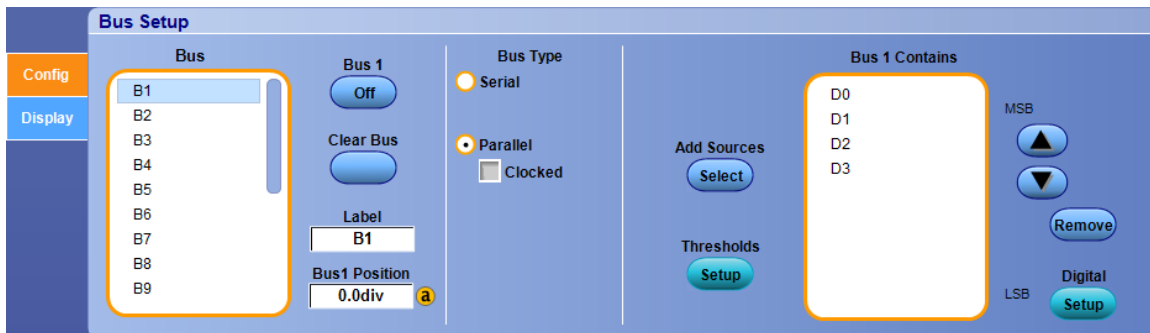 Bus Setup
Config
Display
Bus
B1
B2
B3
B4
B5
B6
B7
B8
B9
Bus 1
Off
Clear Bus
Label
B1
Bus1 Position
0.0div
a
Bus Type
Serial
Parallel
Clocked
Add Sources
Select
Thresholds
Setup
Bus 1 Contains
D0
D1
D2
D3
MSB
Remove
LSB
Digital
Setup